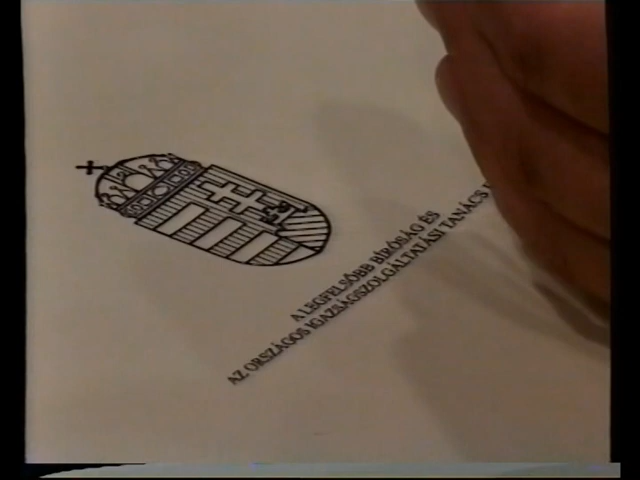 A LEGFELSŐBB BÍRÓSÁG ÉS
AZ ORSZÁGOS IGAZSÁGSZOLGÁLTATÁSI TANÁCS